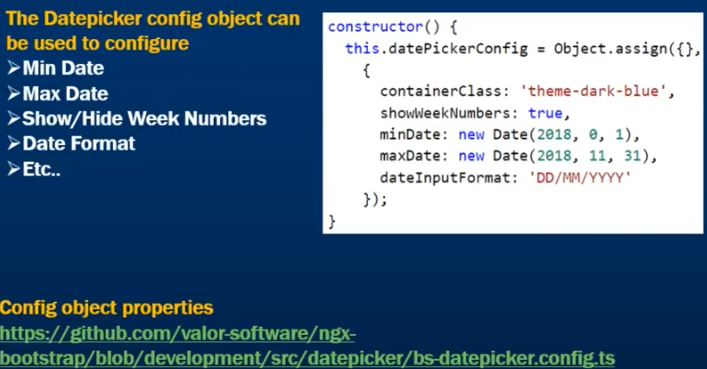 The Datepicker config object can
be used to configure
➢Min Date
➢Max Date
➢Show/Hide Week Numbers
➢Date Format
➢Etc..
constructor() {
  this.datePickerConfig = Object.assign({},
    {
      containerClass: 'theme-dark-blue',
      showWeekNumbers: true,
      minDate: new Date(2018, 0, 1),
      maxDate: new Date(2018, 11, 31),
      dateInputFormat: 'DD/MM/YYYY'
    });
}
Config object properties
https://github.com/valor-software/ngx-
bootstrap/blob/development/src/datepicker/bs-datepicker.config.ts